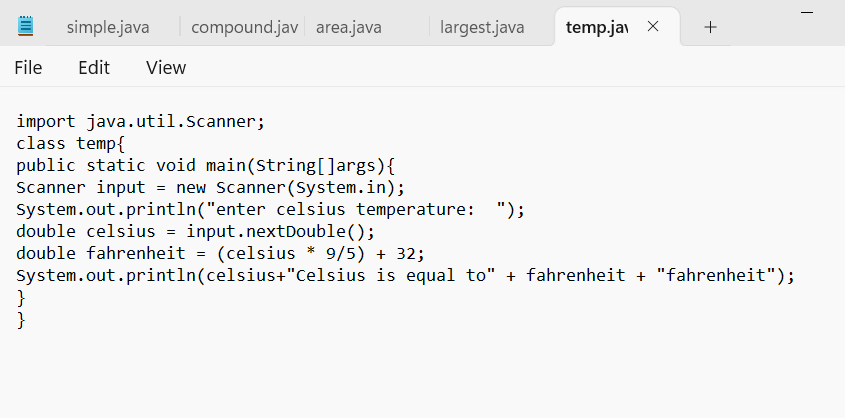 simple.java compound.jav area.java largest.java temp.jav
File Edit View
import java.util.Scanner;
class temp{
public static void main(String[]args){
Scanner input = new Scanner(System.in);
System.out.println("enter celsius temperature:  ");
double celsius = input.nextDouble();
double fahrenheit = (celsius * 9/5) + 32;
System.out.println(celsius+"Celsius is equal to" + fahrenheit + "fahrenheit");
}
}